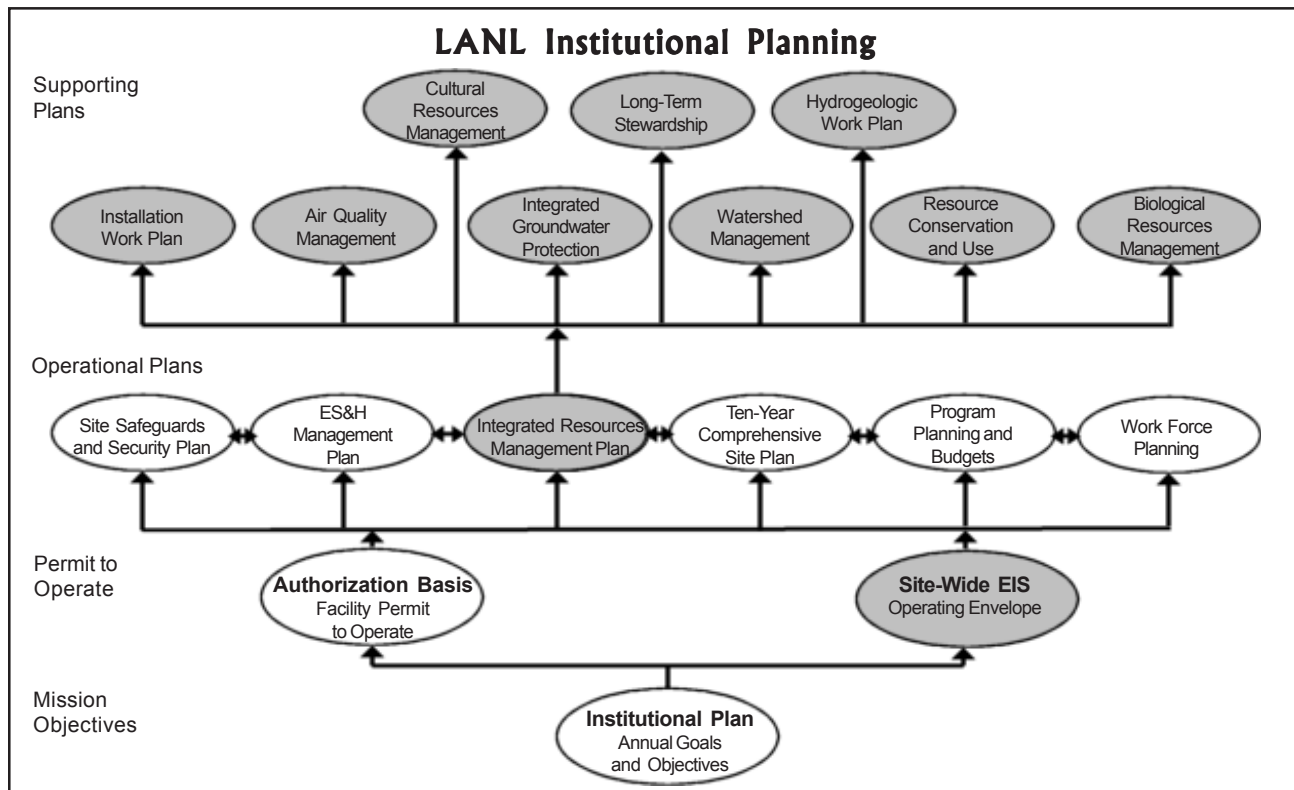 LANL Institutional Planning
Supporting
Plans
Cultural
Resources
Management
Long-Term
Stewardship
Hydrogeologic
Work Plan
Installation
Work Plan
Air Quality
Management
Integrated
Groundwater
Protection
Watershed
Management
Resource
Conservation
and Use
Biological
Resources
Management
Operational Plans
Site Safeguards
and Security Plan
ES&H
Management
Plan
Integrated Resources
Management Plan
Ten-Year
Comprehensive
Site Plan
Program
Planning and
Budgets
Work Force
Planning
Permit to
Operate
Authorization Basis
Facility Permit
to Operate
Site-Wide EIS
Operating Envelope
Mission
Objectives
Institutional Plan
Annual Goals
and Objectives